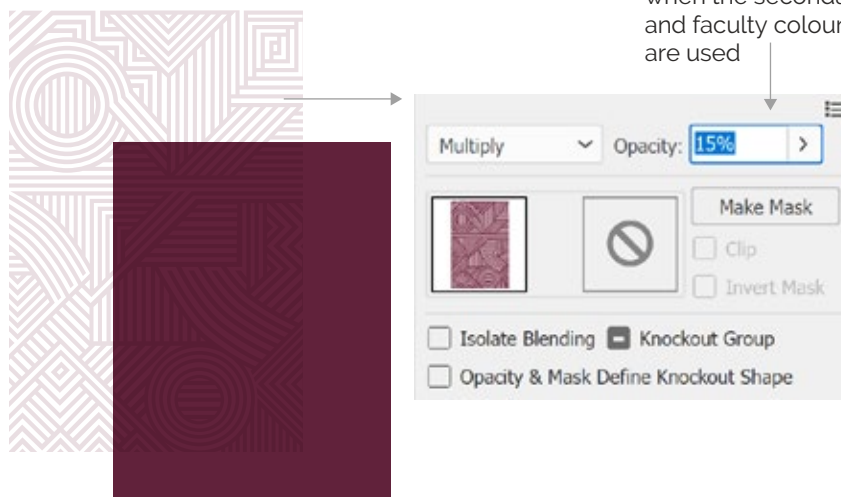 and faculty colour
are used
Multiply
Opacity: 15%
Make Mask
Clip
Invert Mask
Isolate Blending
Knockout Group
Opacity & Mask Define Knockout Shape